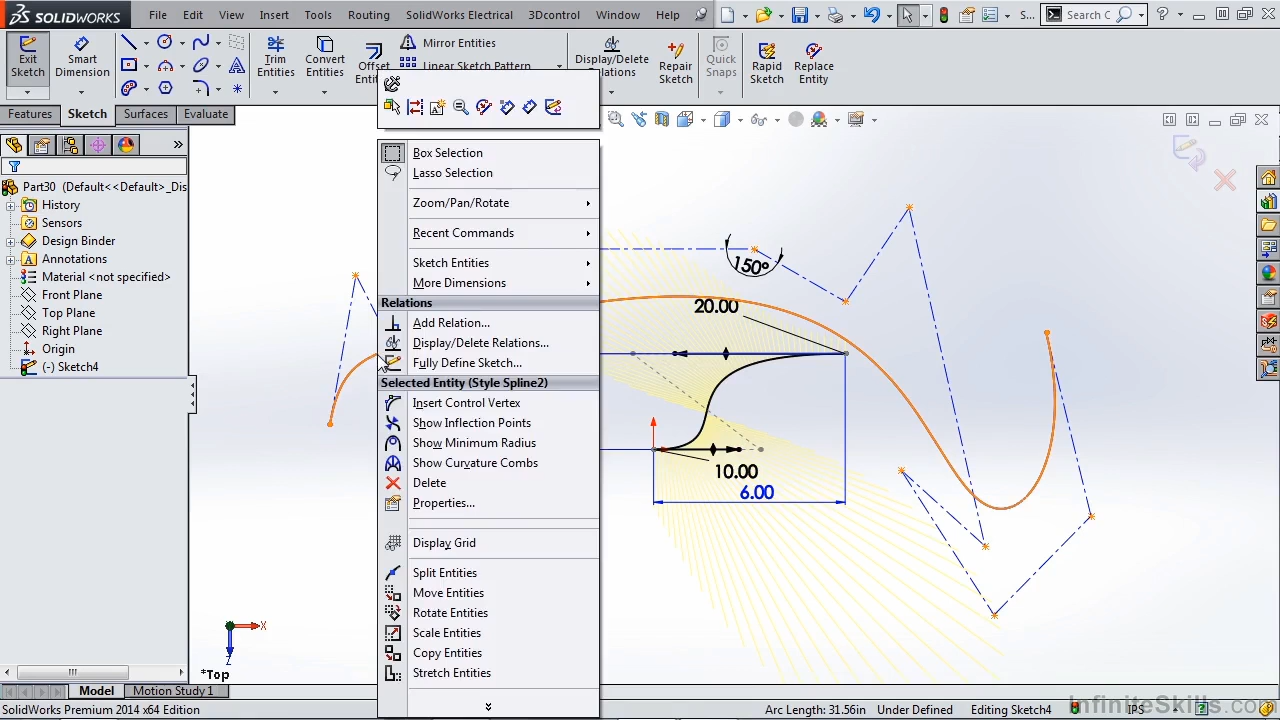 SOLIDWORKS File Edit View Insert Tools Routing SolidWorks Electrical 3Dcontrol Window Help S... Search C
Exit Sketch
Smart Dimension
Trim Entities
Convert Entities
Offset Entit
Mirror Entities
Linear Sketch Pattern
Display/Delete Relations
Repair Sketch
Quick Snaps
Rapid Sketch
Replace Entity
Features Sketch Surfaces Evaluate
Part30 (Default<<Default>_Dis
History
Sensors
Design Binder
Annotations
Material <not specified>
Front Plane
Top Plane
Right Plane
Origin
(-) Sketch4
Box Selection
Lasso Selection
Zoom/Pan/Rotate
Recent Commands
Sketch Entities
More Dimensions
Relations
Add Relation...
Display/Delete Relations...
Fully Define Sketch...
Selected Entity (Style Spline2)
Insert Control Vertex
Show Inflection Points
Show Minimum Radius
Show Curvature Combs
Delete
Properties...
Display Grid
Split Entities
Move Entities
Rotate Entities
Scale Entities
Copy Entities
Stretch Entities
150°
20.00
10.00
6.00
X
Z
*Top
Model Motion Study 1
InfiniteSkills.com
SolidWorks Premium 2014 x64 Edition Arc Length: 31.56in Under Defined Editing Sketch4 IPS